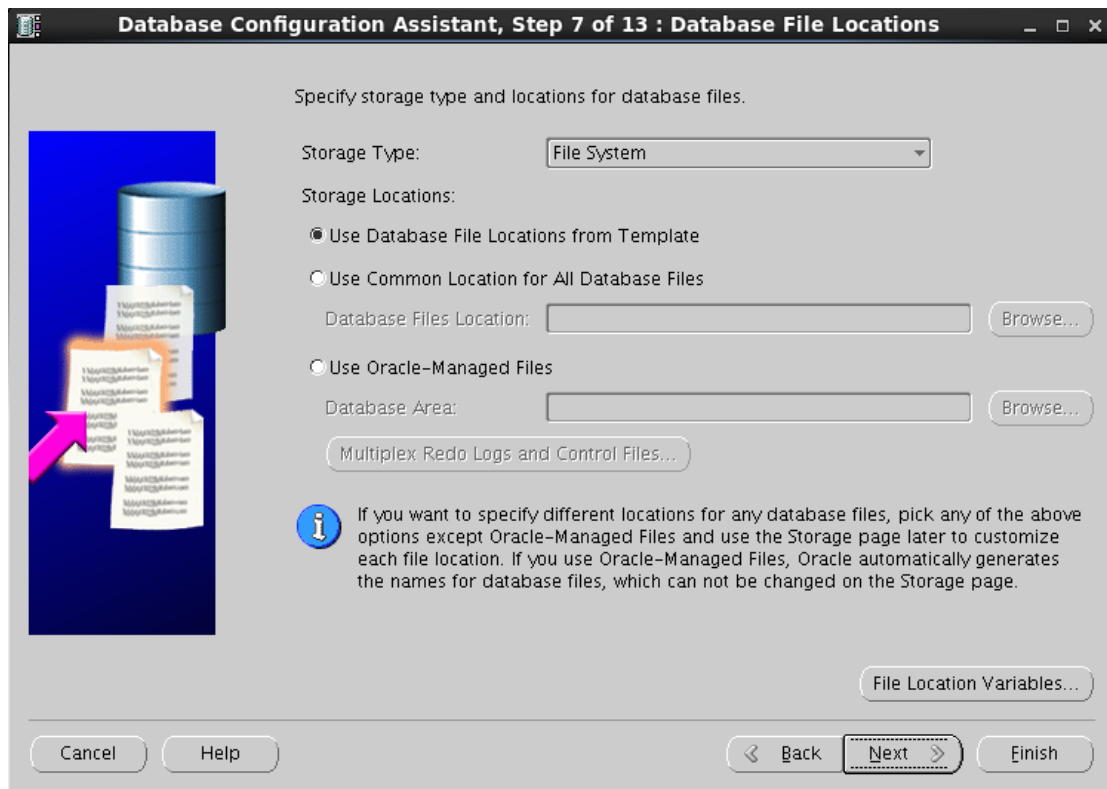 Database Configuration Assistant, Step 7 of 13 : Database File Locations
Specify storage type and locations for database files.
Storage Type:
File System
Storage Locations:
Use Database File Locations from Template
Use Common Location for All Database Files
Database Files Location:
Browse...
Use Oracle-Managed Files
Database Area:
Browse...
Multiplex Redo Logs and Control Files...
If you want to specify different locations for any database files, pick any of the above
options except Oracle-Managed Files and use the Storage page later to customize
each file location. If you use Oracle-Managed Files, Oracle automatically generates
the names for database files, which can not be changed on the Storage page.
File Location Variables...
Cancel
Help
Back
Next
Finish